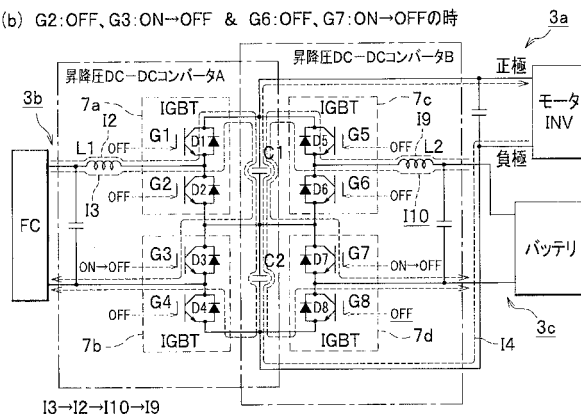 (b) G2:OFF、G3:ON→OFF & G6:OFF、G7:ON→OFFの時
3a
昇降圧DC-DCコンバータA
昇降圧DC-DCコンバータB
正極
3b
7a
IGBT
IGBT
7c
I9
モータ
INV
I2
L1
G1
OFF
D1
C1
D5
G5
OFF
L2
負極
I3
G2
OFF
D2
D6
G6
OFF
I10
FC
G3
ON→OFF
D3
C2
D7
G7
ON→OFF
バッテリ
G4
OFF
D4
D8
G8
OFF
IGBT
IGBT
7b
7d
I4
3c
I3→I2→I10→I9